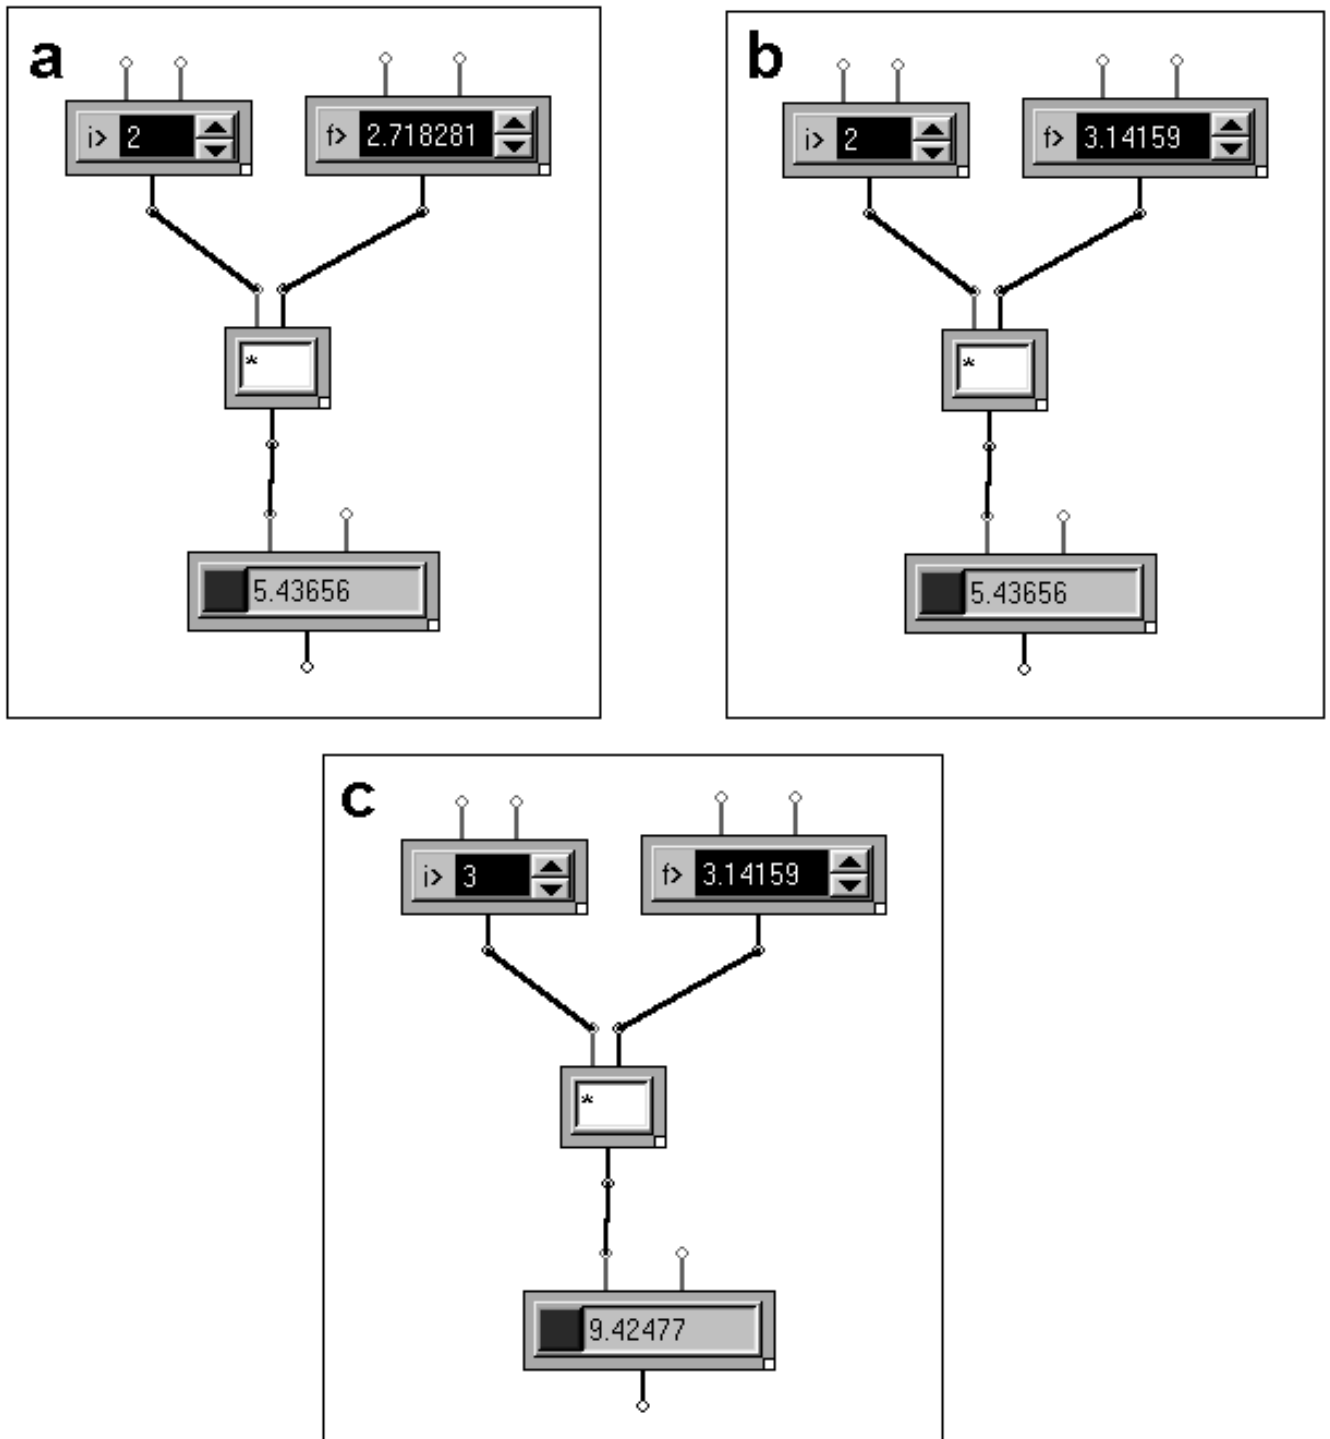 a
i> 2
f> 2.718281
*
5.43656
b
i> 2
f> 3.14159
*
5.43656
c
i> 3
f> 3.14159
*
9.42477